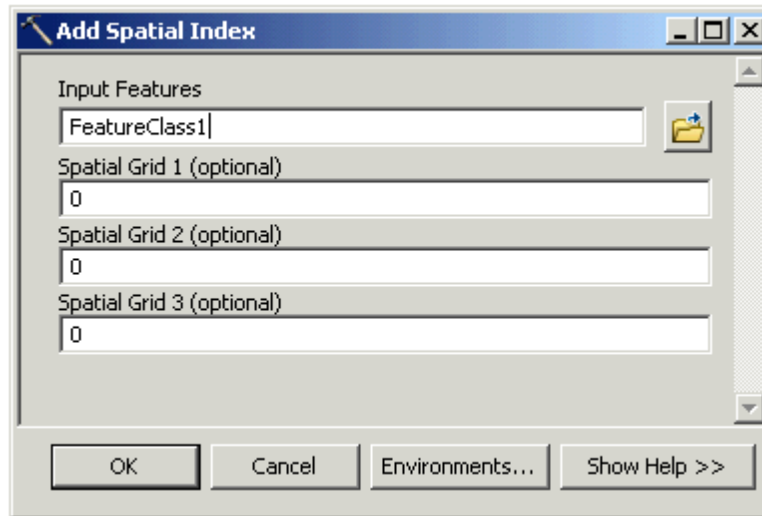 Add Spatial Index
Input Features
FeatureClass1
Spatial Grid 1 (optional)
0
Spatial Grid 2 (optional)
0
Spatial Grid 3 (optional)
0
OK Cancel Environments... Show Help >>